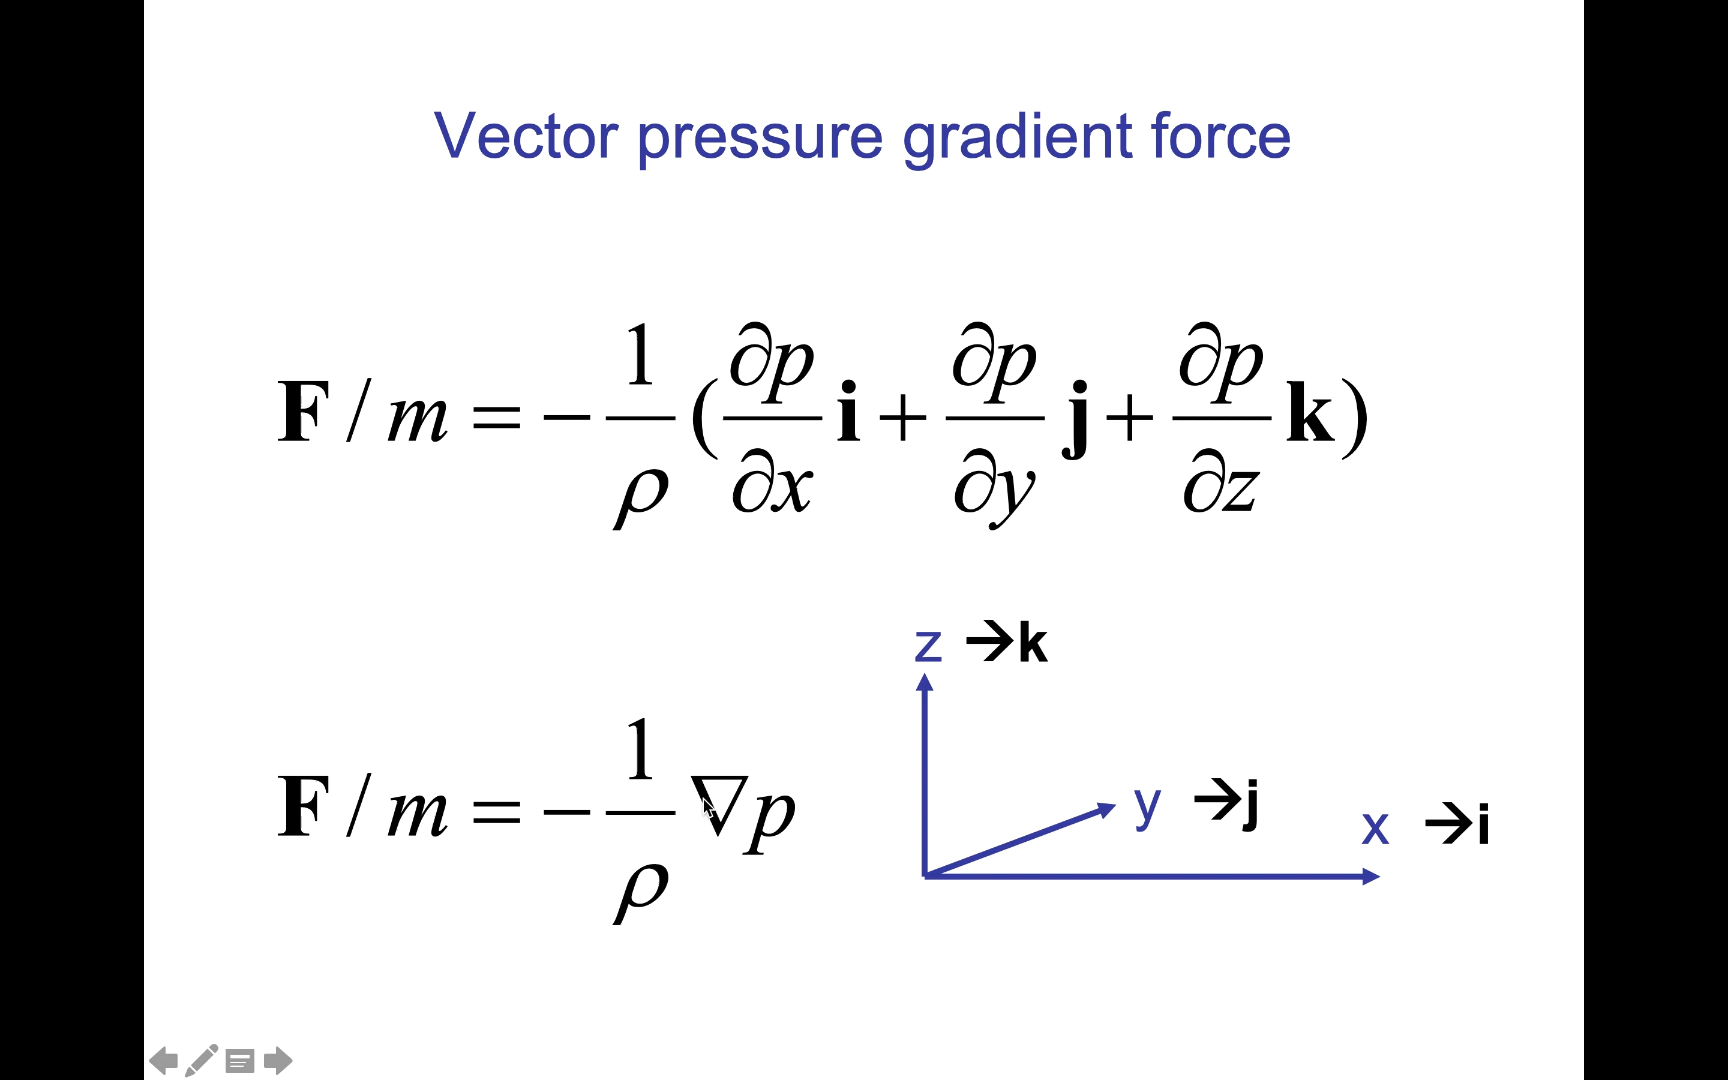 Vector pressure gradient force
F / m = − 1/ρ (∂p/∂x i + ∂p/∂y j + ∂p/∂z k)
F / m = − 1/ρ ∇p
z →k
y →j
x →i